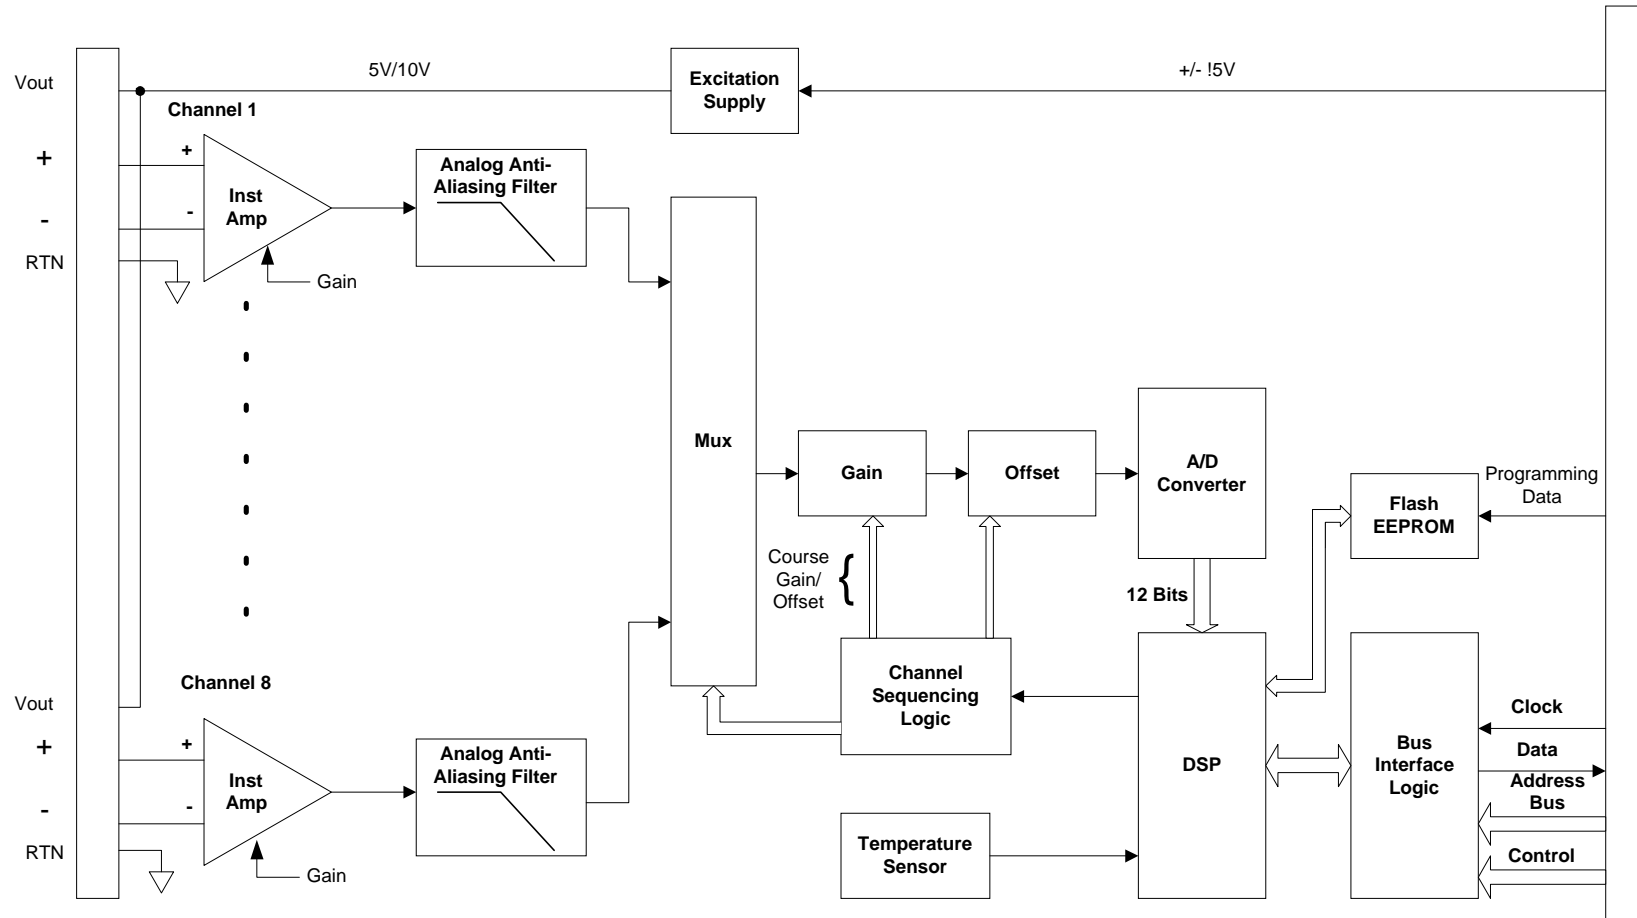 Vout
5V/10V
Excitation
Supply
+/- !5V
Channel 1
+
-
RTN
+
-
Inst
Amp
Gain
Analog Anti-
Aliasing Filter
Mux
Gain
Offset
A/D
Converter
Flash
EEPROM
Programming
Data
Course
Gain/
Offset
{
12 Bits
Channel
Sequencing
Logic
DSP
Bus
Interface
Logic
Clock
Data
Address
Bus
Control
Temperature
Sensor
Channel 8
Vout
+
-
RTN
+
-
Inst
Amp
Gain
Analog Anti-
Aliasing Filter